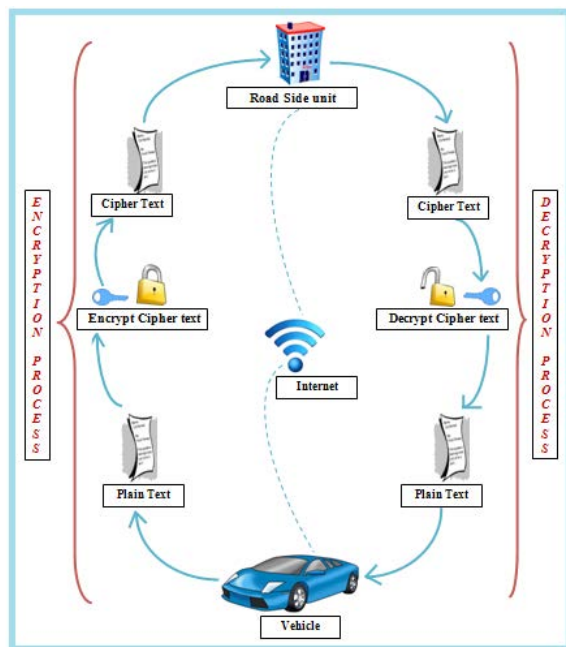 Road Side unit
Cipher Text
Cipher Text
ENCRYPTION PROCESS
DECRYPTION PROCESS
Encrypt Cipher text
Decrypt Cipher text
Internet
Plain Text
Plain Text
Vehicle